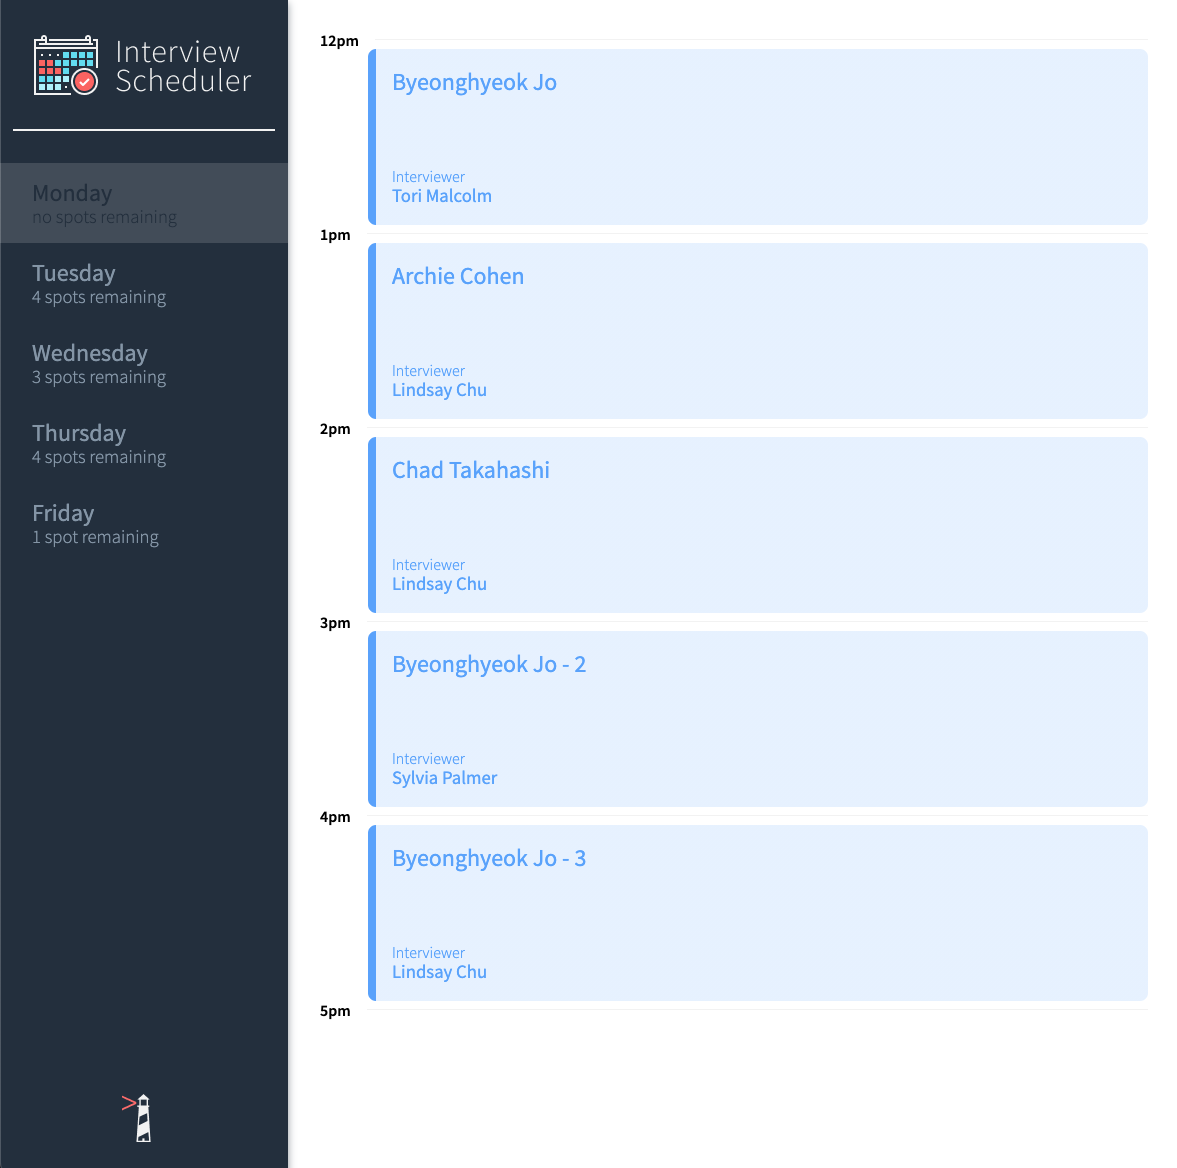 Interview
Scheduler
Monday
no spots remaining
Tuesday
4 spots remaining
Wednesday
3 spots remaining
Thursday
4 spots remaining
Friday
1 spot remaining
12pm
Byeonghyeok Jo
Interviewer
Tori Malcolm
1pm
Archie Cohen
Interviewer
Lindsay Chu
2pm
Chad Takahashi
Interviewer
Lindsay Chu
3pm
Byeonghyeok Jo - 2
Interviewer
Sylvia Palmer
4pm
Byeonghyeok Jo - 3
Interviewer
Lindsay Chu
5pm